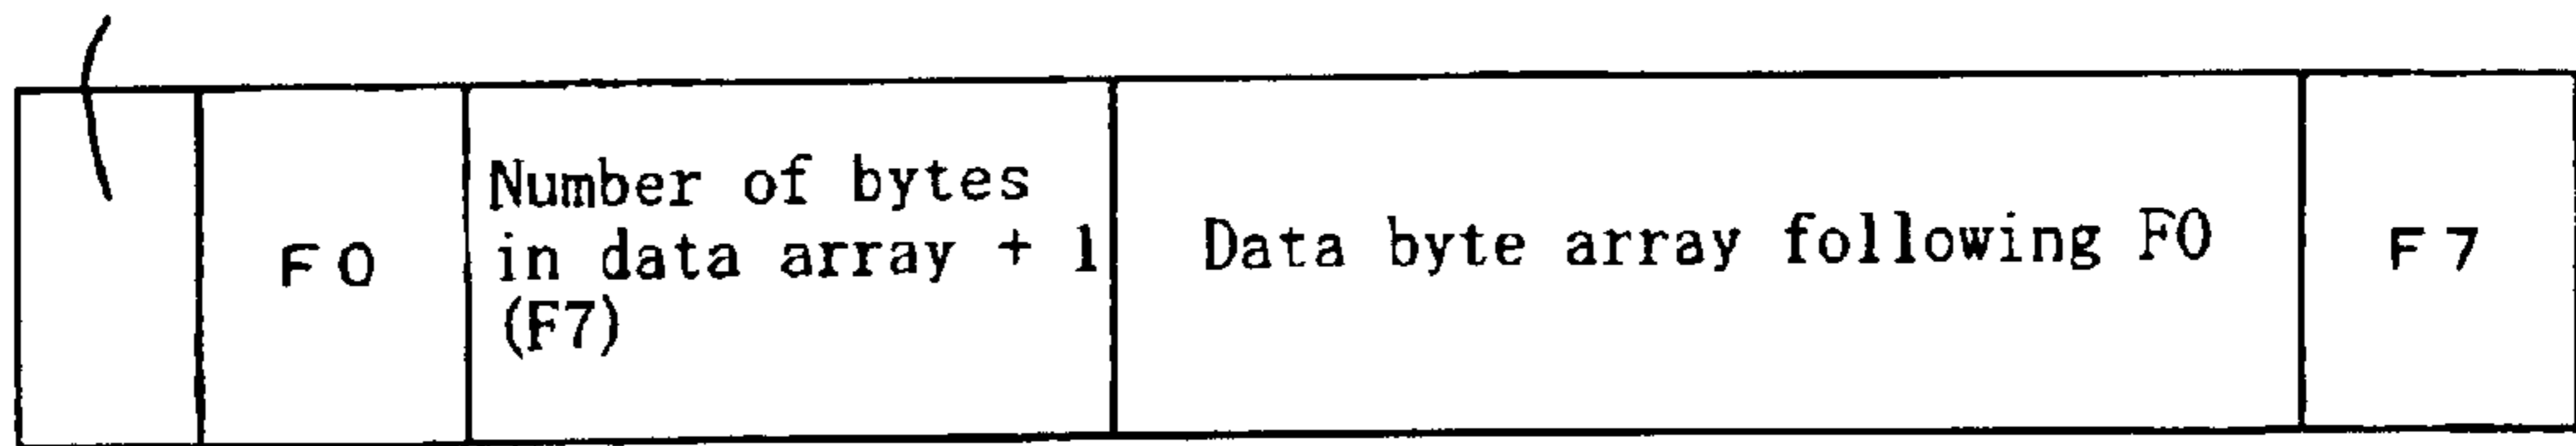 F0
Number of bytes
in data array + 1
(F7)
Data byte array following F0
F7